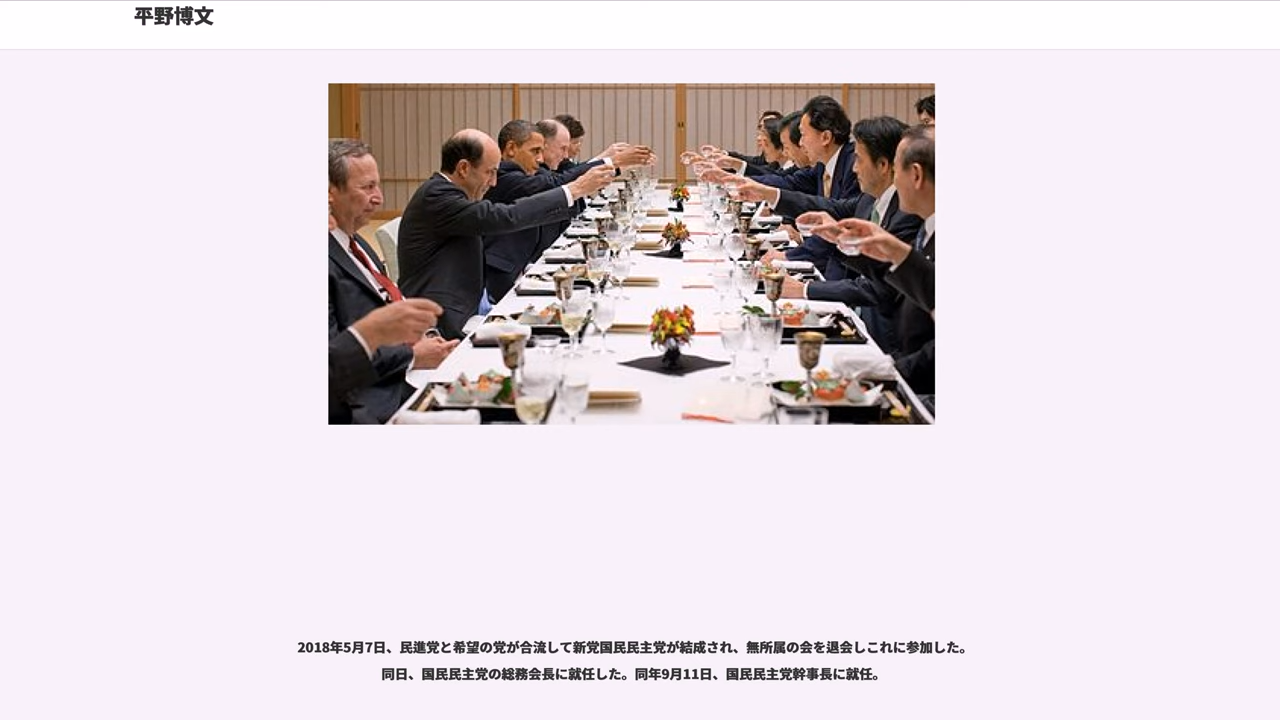 平野博文
2018年5月7日、民進党と希望の党が合流して新党国民民主党が結成され、無所属の会を退会しこれに参加した。
同日、国民民主党の総務会長に就任した。同年9月11日、国民民主党幹事長に就任。